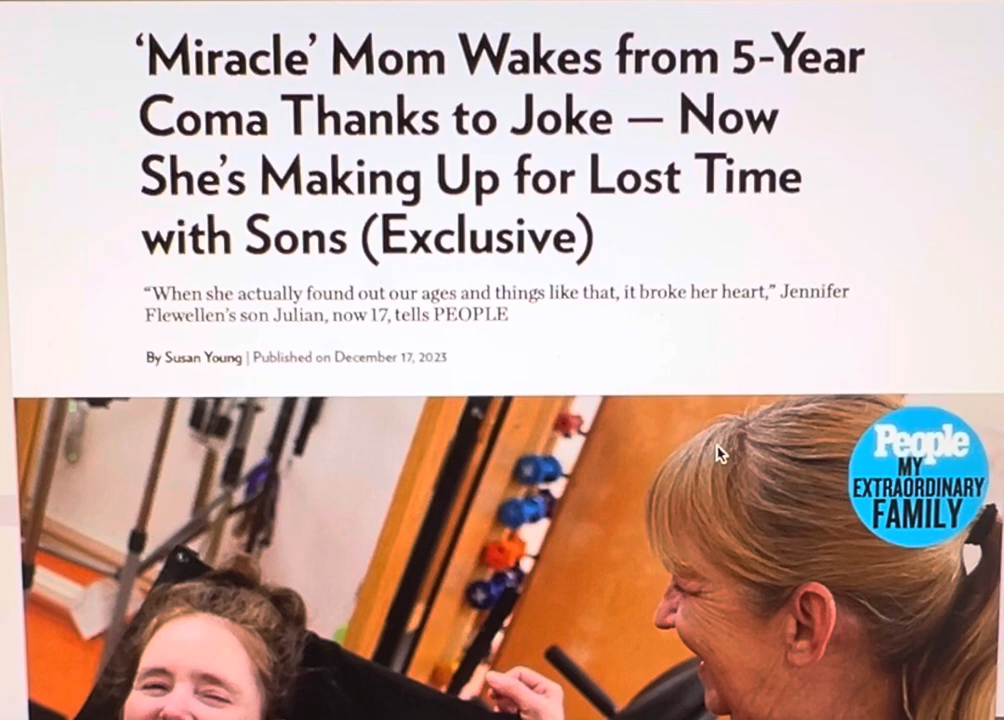 ‘Miracle’ Mom Wakes from 5-Year
Coma Thanks to Joke — Now
She’s Making Up for Lost Time
with Sons (Exclusive)
“When she actually found out our ages and things like that, it broke her heart,” Jennifer
Flewellen’s son Julian, now 17, tells PEOPLE
By Susan Young | Published on December 17, 2023
People
MY
EXTRAORDINARY
FAMILY